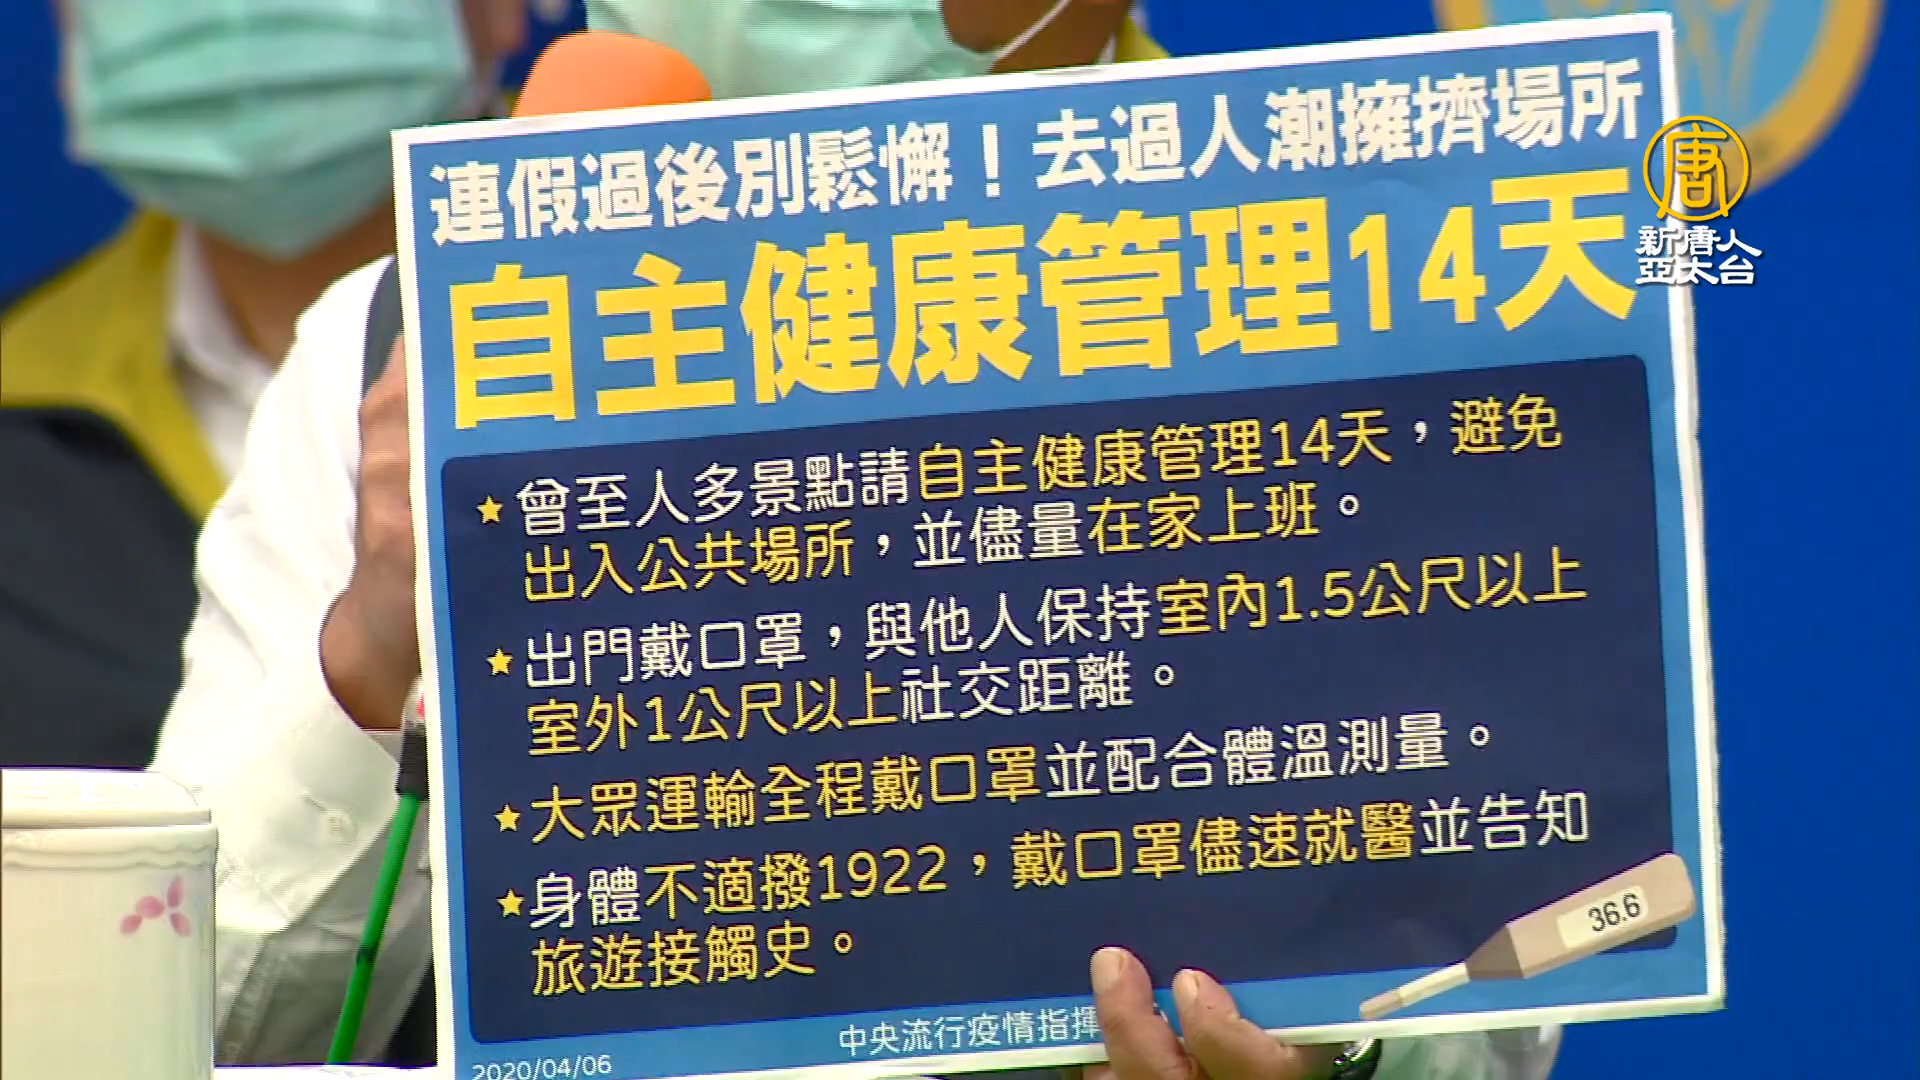 連假過後別鬆懈！去過人潮擁擠場所
自主健康管理14天
曾至人多景點請自主健康管理14天，避免
出入公共場所，並儘量在家上班。
出門戴口罩，與他人保持室內1.5公尺以上
室外1公尺以上社交距離。
大眾運輸全程戴口罩並配合體溫測量。
身體不適撥1922，戴口罩儘速就醫並告知
旅遊接觸史。
36.6
中央流行疫情指揮
2020/04/06
唐
新唐人
亞太台